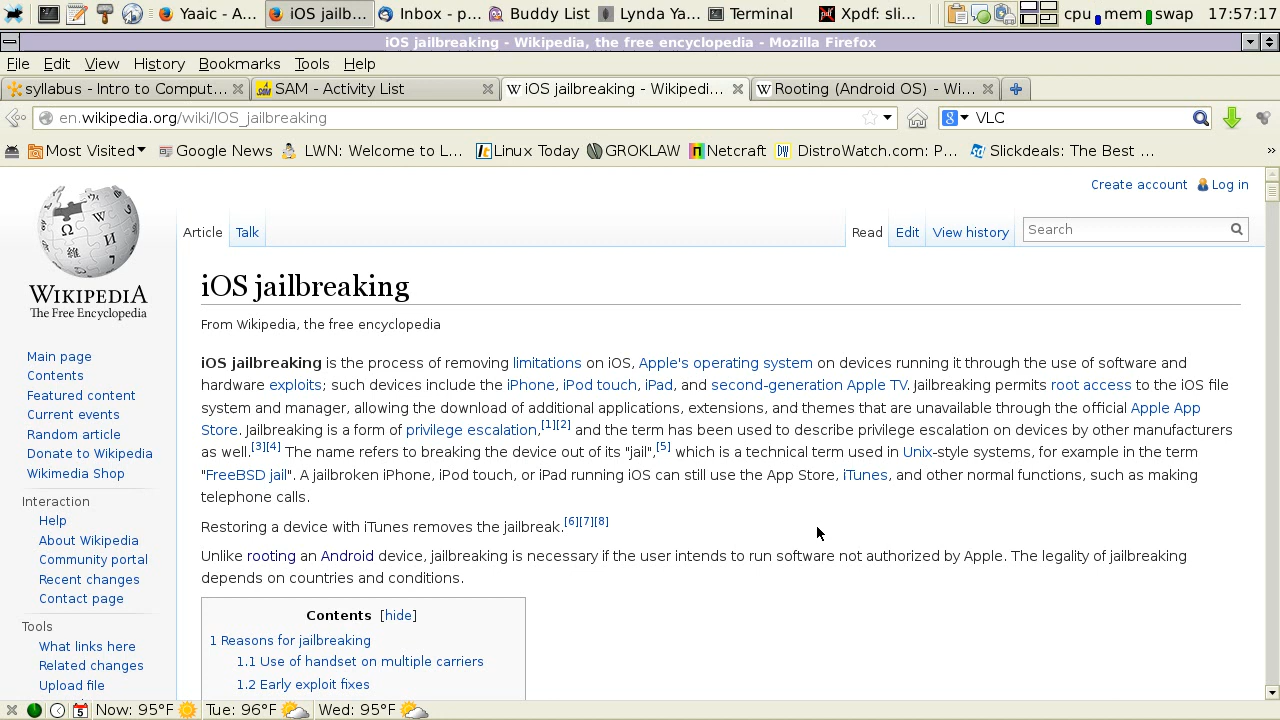 Yaaic - A... iOS jailb... Inbox - p... Buddy List Lynda Ya... Terminal Xpdf: sli... cpu mem swap 17:57:17
iOS jailbreaking - Wikipedia, the free encyclopedia - Mozilla Firefox
File Edit View History Bookmarks Tools Help
syllabus - Intro to Comput... SAM - Activity List iOS jailbreaking - Wikipedi... Rooting (Android OS) - Wi...
en.wikipedia.org/wiki/IOS_jailbreaking VLC
Most Visited Google News LWN: Welcome to L... Linux Today GROKLAW Netcraft DistroWatch.com: P... Slickdeals: The Best ... »
Create account Log in
Article Talk Read Edit View history Search
WIKIPEDIA
The Free Encyclopedia
Main page
Contents
Featured content
Current events
Random article
Donate to Wikipedia
Wikimedia Shop
Interaction
Help
About Wikipedia
Community portal
Recent changes
Contact page
Tools
What links here
Related changes
Upload file
iOS jailbreaking
From Wikipedia, the free encyclopedia
iOS jailbreaking is the process of removing limitations on iOS, Apple's operating system on devices running it through the use of software and
hardware exploits; such devices include the iPhone, iPod touch, iPad, and second-generation Apple TV. Jailbreaking permits root access to the iOS file
system and manager, allowing the download of additional applications, extensions, and themes that are unavailable through the official Apple App
Store. Jailbreaking is a form of privilege escalation,[1][2] and the term has been used to describe privilege escalation on devices by other manufacturers
as well.[3][4] The name refers to breaking the device out of its "jail",[5] which is a technical term used in Unix-style systems, for example in the term
"FreeBSD jail". A jailbroken iPhone, iPod touch, or iPad running iOS can still use the App Store, iTunes, and other normal functions, such as making
telephone calls.
Restoring a device with iTunes removes the jailbreak.[6][7][8]
Unlike rooting an Android device, jailbreaking is necessary if the user intends to run software not authorized by Apple. The legality of jailbreaking
depends on countries and conditions.
Contents [hide]
1 Reasons for jailbreaking
1.1 Use of handset on multiple carriers
1.2 Early exploit fixes
Now: 95°F Tue: 96°F Wed: 95°F